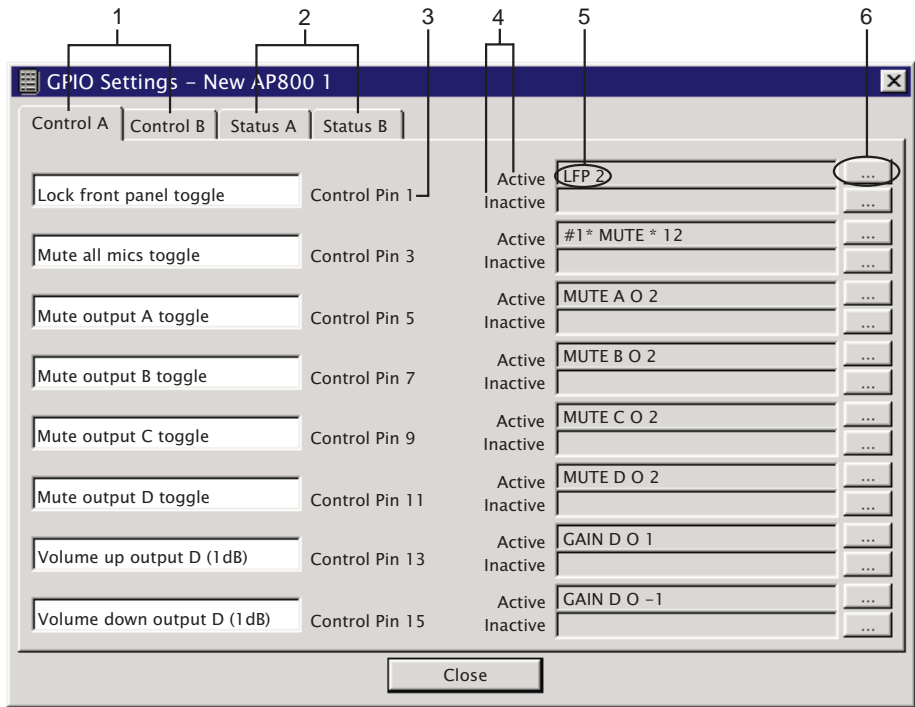 1 2 3 4 5 6
GPIO Settings – New AP800 1
Control A Control B Status A Status B
Lock front panel toggle Control Pin 1 Active LFP 2 ...
Inactive ...
Mute all mics toggle Control Pin 3 Active #1* MUTE * 12 ...
Inactive ...
Mute output A toggle Control Pin 5 Active MUTE A O 2 ...
Inactive ...
Mute output B toggle Control Pin 7 Active MUTE B O 2 ...
Inactive ...
Mute output C toggle Control Pin 9 Active MUTE C O 2 ...
Inactive ...
Mute output D toggle Control Pin 11 Active MUTE D O 2 ...
Inactive ...
Volume up output D (1dB) Control Pin 13 Active GAIN D O 1 ...
Inactive ...
Volume down output D (1dB) Control Pin 15 Active GAIN D O –1 ...
Inactive ...
Close